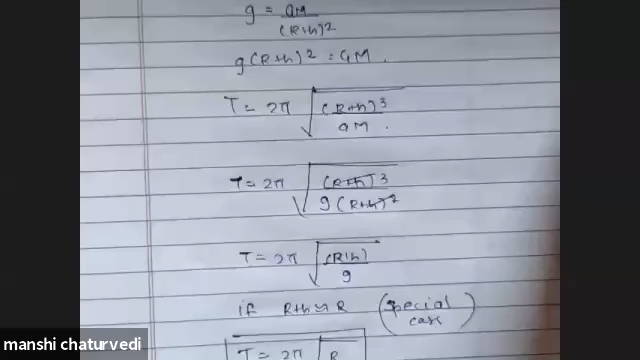 g = GM / (R+h)²
g(R+h)² = GM.
T = 2π √((R+h)³ / GM.)
T = 2π √((R+h)³ / g(R+h)²)
T = 2π √((R+h) / g)
if R+h ≈ R (special case)
T = 2π √(R
manshi chaturvedi